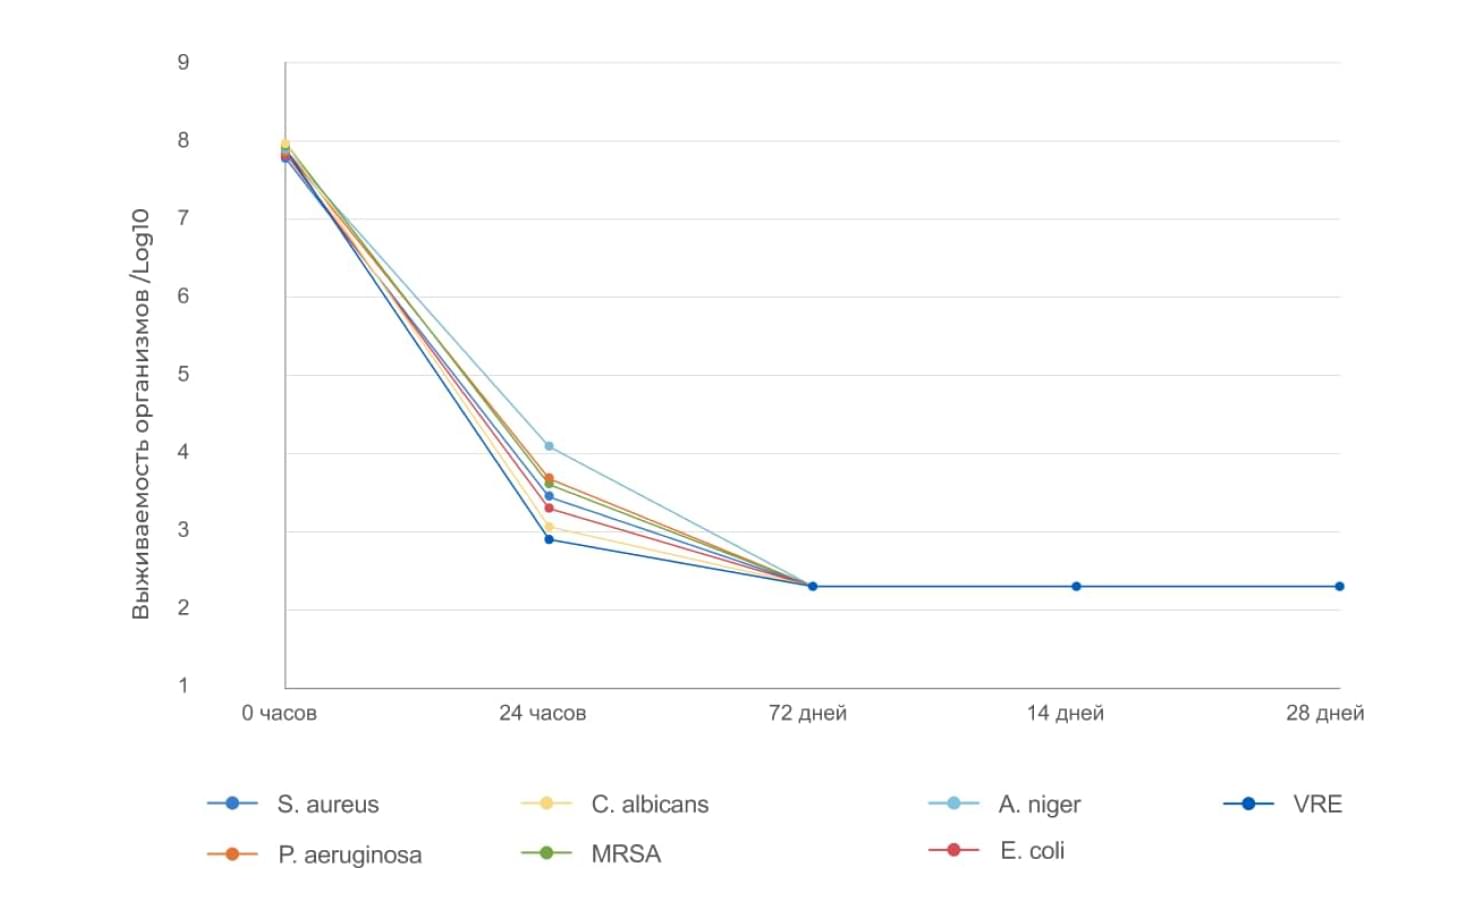 9
8
7
6
5
4
3
2
1
Выживаемость организмов /Log10
0 часов
24 часов
72 дней
14 дней
28 дней
S. aureus
C. albicans
A. niger
VRE
P. aeruginosa
MRSA
E. coli